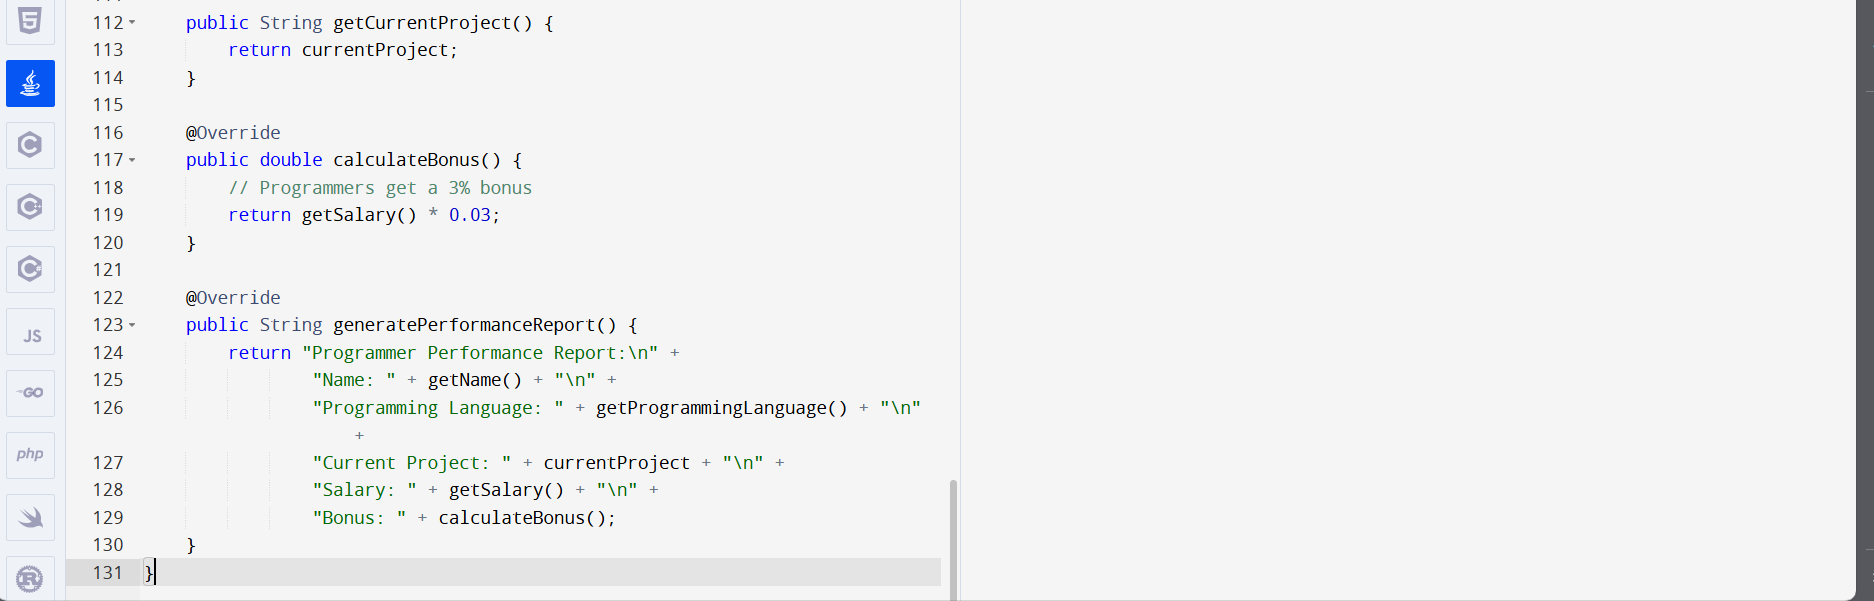 112 public String getCurrentProject() {
113 return currentProject;
114 }
115
116 @Override
117 public double calculateBonus() {
118 // Programmers get a 3% bonus
119 return getSalary() * 0.03;
120 }
121
122 @Override
123 public String generatePerformanceReport() {
124 return "Programmer Performance Report:\n" +
125 "Name: " + getName() + "\n" +
126 "Programming Language: " + getProgrammingLanguage() + "\n"
+
127 "Current Project: " + currentProject + "\n" +
128 "Salary: " + getSalary() + "\n" +
129 "Bonus: " + calculateBonus();
130 }
131 }
5
C
C
C
JS
GO
php
R